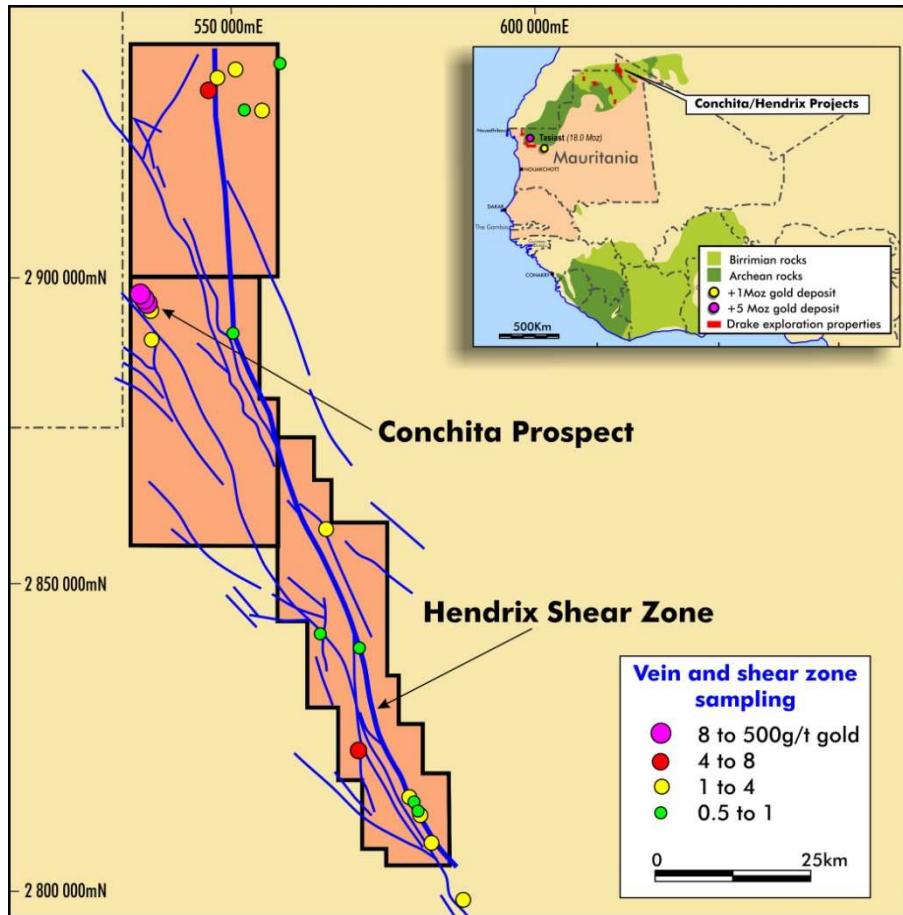 550 000mE
600 000mE
Conchita/Hendrix Projects
Nouadhibou
Tasiast (18.0 Moz)
Mauritania
NOUAKCHOTT
DAKAR
The Gambia
CONAKRY
Birrimian rocks
Archean rocks
+1Moz gold deposit
+5 Moz gold deposit
Drake exploration properties
500Km
2 900 000mN
Conchita Prospect
2 850 000mN
Hendrix Shear Zone
Vein and shear zone
sampling
8 to 500g/t gold
4 to 8
1 to 4
0.5 to 1
0
25km
2 800 000mN